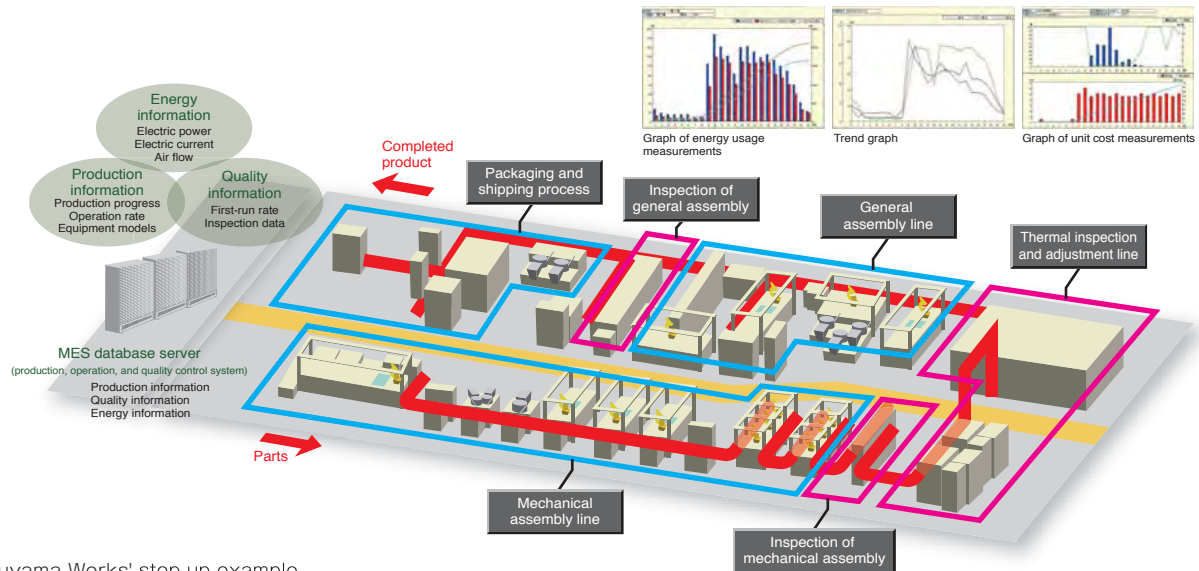 Graph of energy usage
measurements
Trend graph
Graph of unit cost measurements
Energy
information
Electric power
Electric current
Air flow
Production
information
Production progress
Operation rate
Equipment models
Quality
information
First-run rate
Inspection data
Completed
product
Packaging and
shipping process
Inspection of
general assembly
General
assembly line
Thermal inspection
and adjustment line
MES database server
(production, operation, and quality control system)
Production information
Quality information
Energy information
Parts
Mechanical
assembly line
Inspection of
mechanical assembly
Works' step-up example